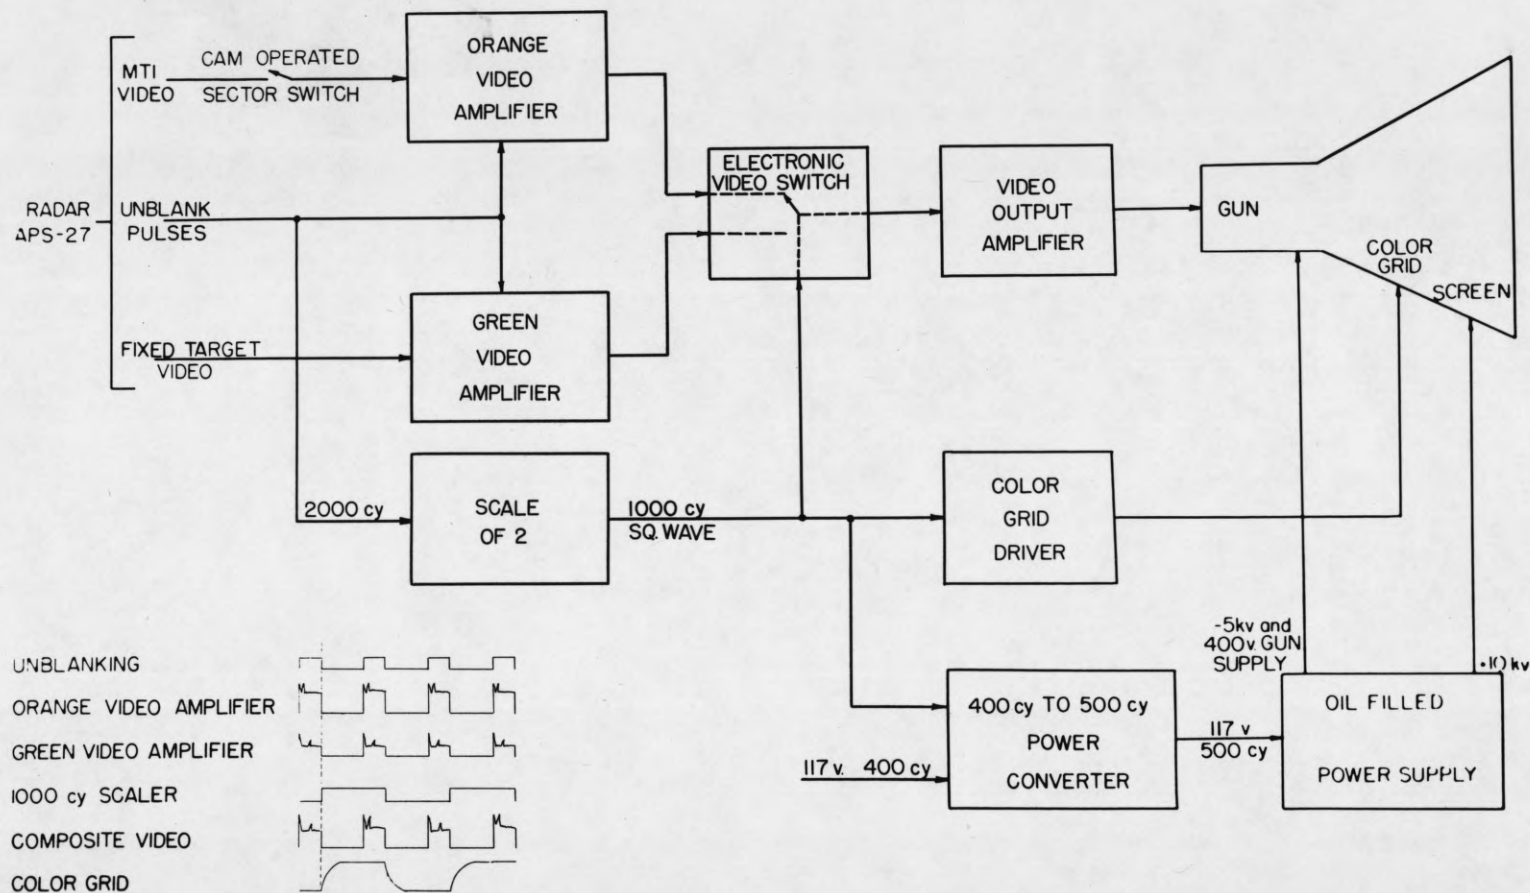 MTI
VIDEO
CAM OPERATED
SECTOR SWITCH
ORANGE
VIDEO
AMPLIFIER
RADAR
APS-27
UNBLANK
PULSES
ELECTRONIC
VIDEO SWITCH
VIDEO
OUTPUT
AMPLIFIER
GUN
COLOR
GRID
SCREEN
FIXED TARGET
VIDEO
GREEN
VIDEO
AMPLIFIER
2000 cy
SCALE
OF 2
1000 cy
SQ. WAVE
COLOR
GRID
DRIVER
-5kv and
400v. GUN
SUPPLY
+10 kv
117 v. 400 cy
400 cy TO 500 cy
POWER
CONVERTER
117 v
500 cy
OIL FILLED
POWER SUPPLY
UNBLANKING
ORANGE VIDEO AMPLIFIER
GREEN VIDEO AMPLIFIER
1000 cy SCALER
COMPOSITE VIDEO
COLOR GRID